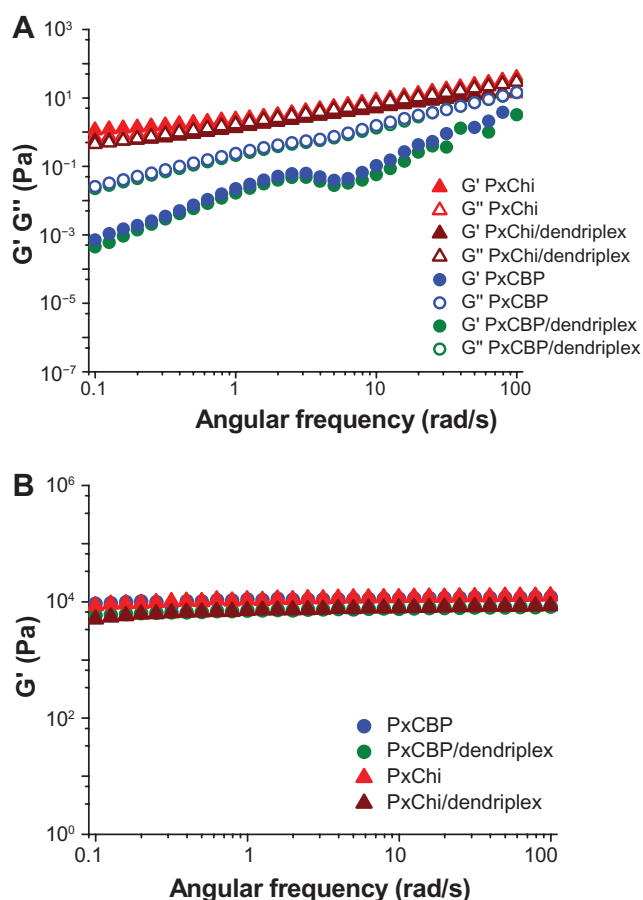 A
10³
10¹
10⁻¹
10⁻³
10⁻⁵
10⁻⁷
G' G" (Pa)
G' PxChi
G" PxChi
G' PxChi/dendriplex
G" PxChi/dendriplex
G' PxCBP
G" PxCBP
G' PxCBP/dendriplex
G" PxCBP/dendriplex
0.1 1 10 100
Angular frequency (rad/s)
B
10⁶
10⁴
10²
10⁰
G' (Pa)
PxCBP
PxCBP/dendriplex
PxChi
PxChi/dendriplex
0.1 1 10 100
Angular frequency (rad/s)